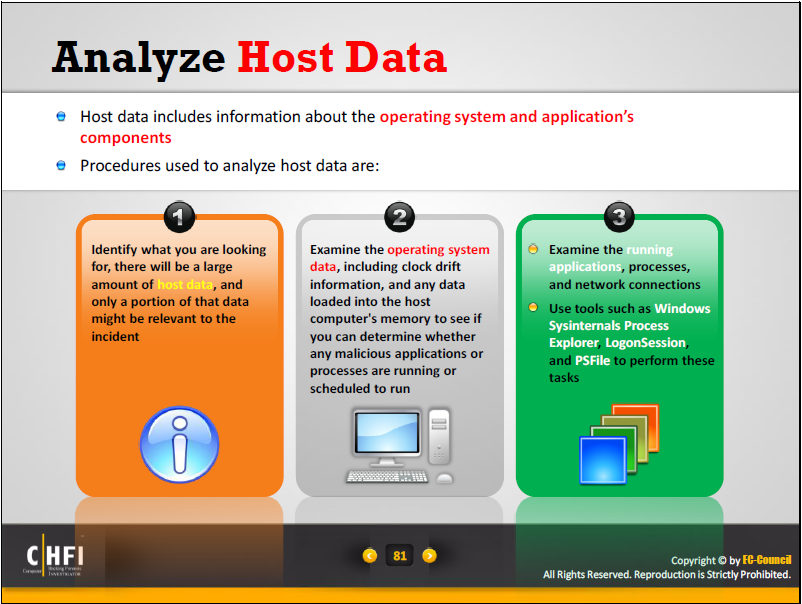 Analyze Host Data
Host data includes information about the operating system and application's
components
Procedures used to analyze host data are:
1
Identify what you are looking
for, there will be a large
amount of host data, and
only a portion of that data
might be relevant to the
incident
2
Examine the operating system
data, including clock drift
information, and any data
loaded into the host
computer's memory to see if
you can determine whether
any malicious applications or
processes are running or
scheduled to run
3
Examine the running
applications, processes,
and network connections
Use tools such as Windows
Sysinternals Process
Explorer, LogonSession,
and PSFile to perform these
tasks
CHFI
Computer Hacking Forensic
INVESTIGATOR
81
Copyright © by EC-Council
All Rights Reserved. Reproduction is Strictly Prohibited.